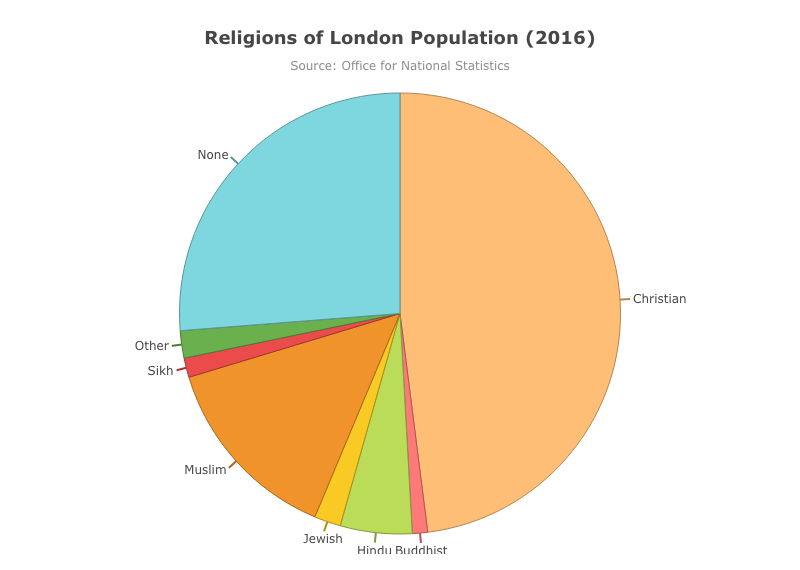 Religions of London Population (2016)
Source: Office for National Statistics
None
Christian
Other
Sikh
Muslim
Jewish
Hindu
Buddhist